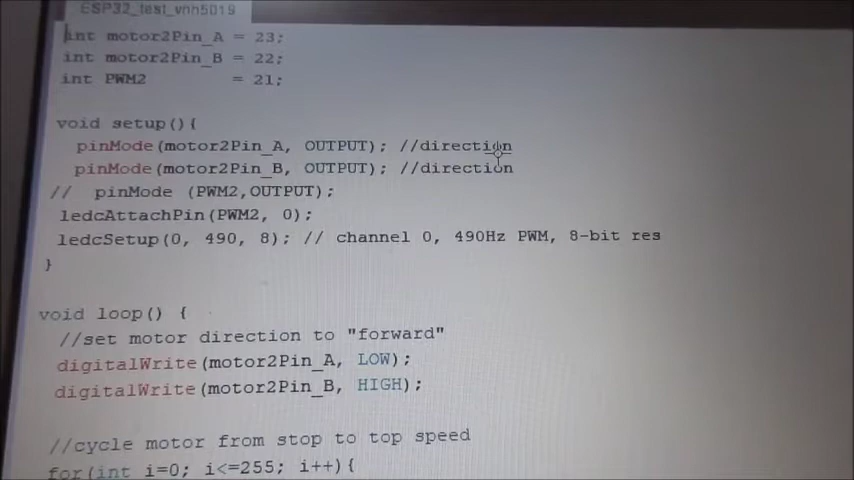 ESP32_test_vnh5019
int motor2Pin_A = 23;
int motor2Pin_B = 22;
int PWM2 = 21;
void setup(){
pinMode(motor2Pin_A, OUTPUT); //direction
pinMode(motor2Pin_B, OUTPUT); //direction
// pinMode (PWM2,OUTPUT);
ledcAttachPin(PWM2, 0);
ledcSetup(0, 490, 8); // channel 0, 490Hz PWM, 8-bit res
}
void loop() {
//set motor direction to "forward"
digitalWrite(motor2Pin_A, LOW);
digitalWrite(motor2Pin_B, HIGH);
//cycle motor from stop to top speed
for(int i=0; i<=255; i++){